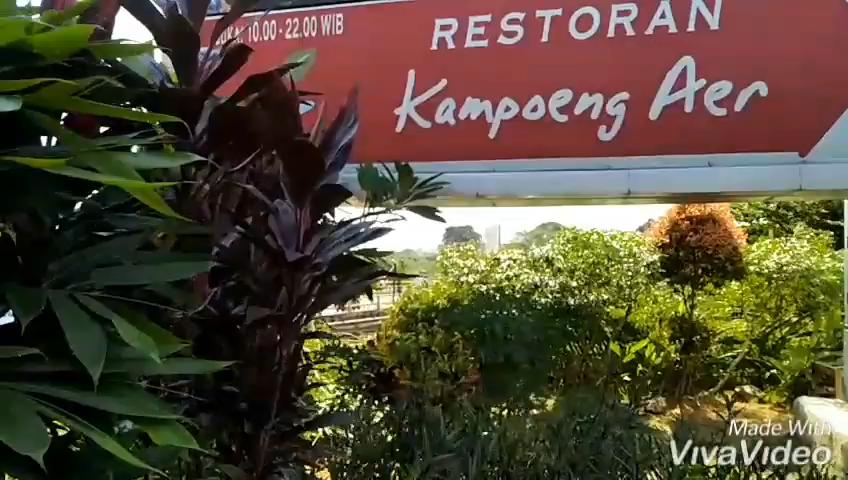 10.00 - 22.00 WIB
RESTORAN
Kampoeng Aer
Made With
VivaVideo